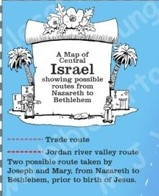 A Map of
Central
Israel
showing possible
routes from
Nazareth to
Bethlehem
Trade route
Jordan river valley route
Two possible route taken by
Joseph and Mary, from Nazareth to
Bethlehem, prior to birth of Jesus.